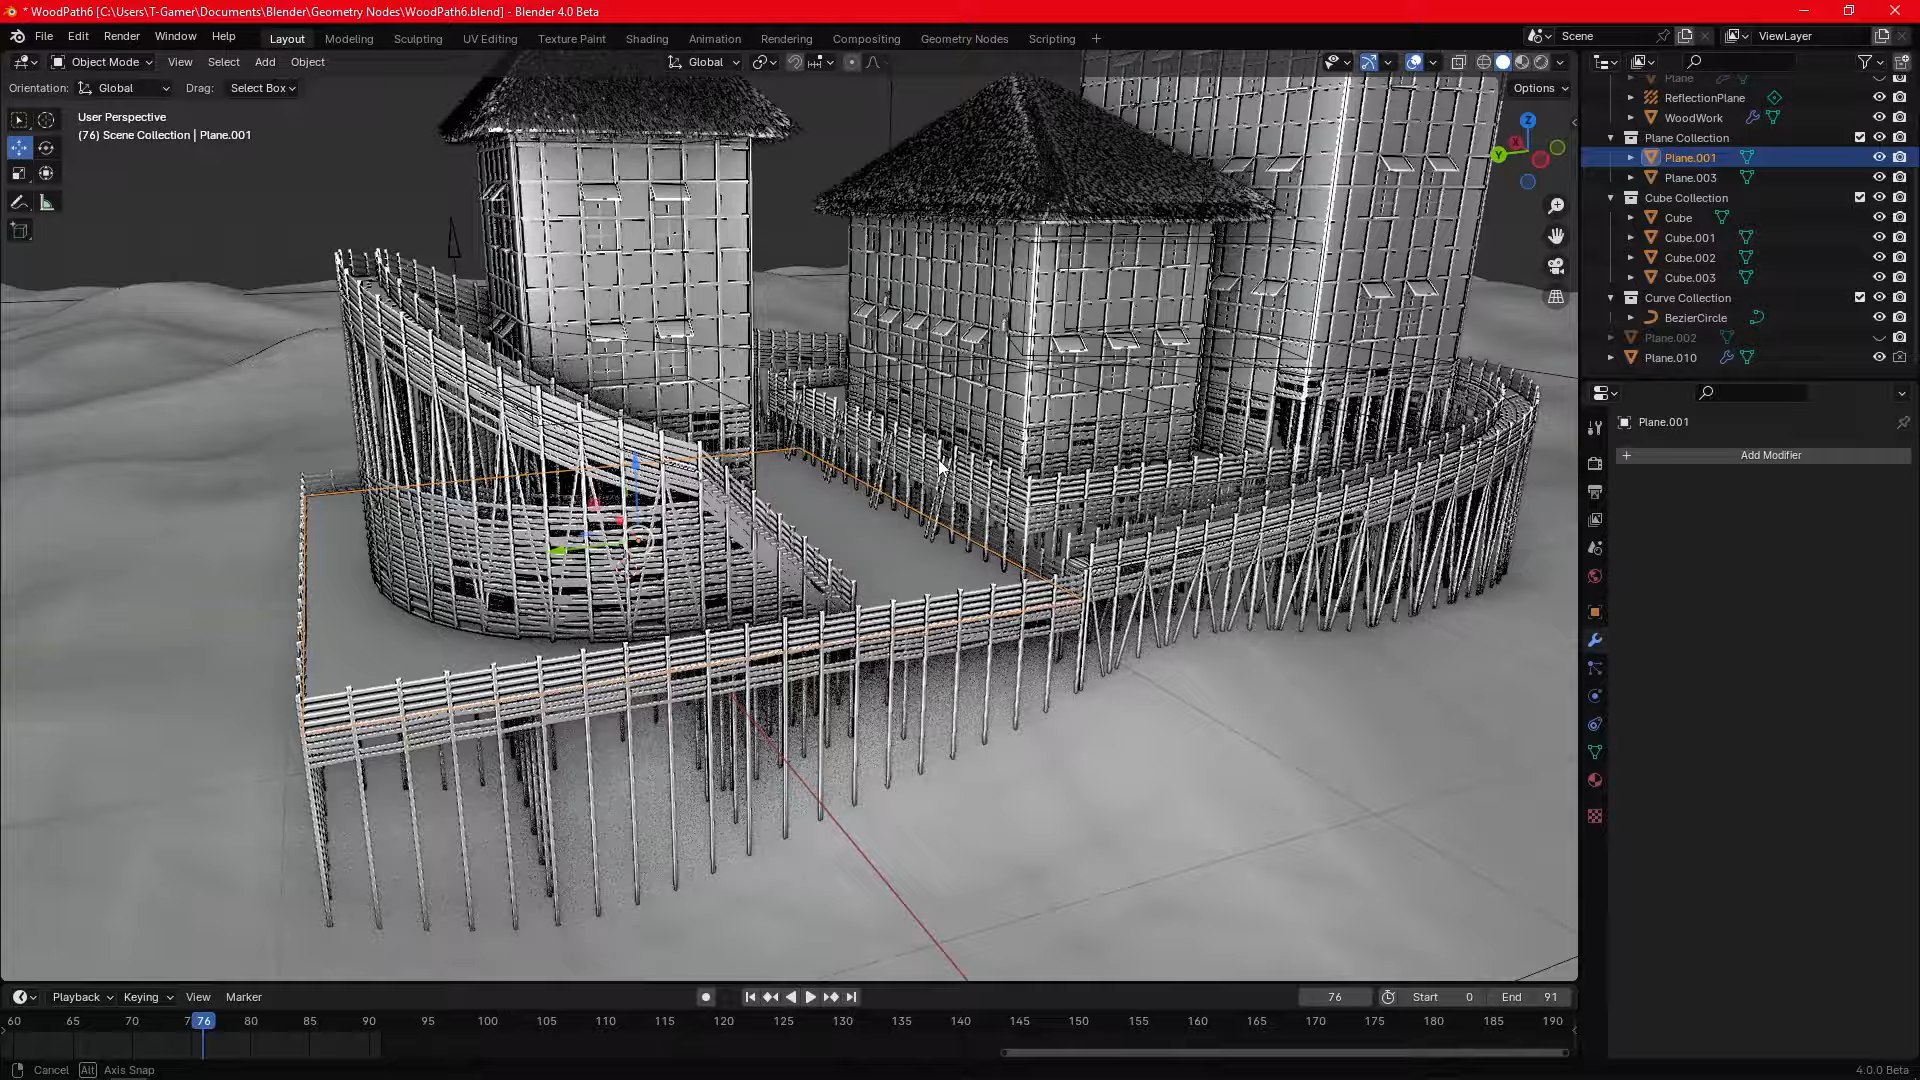 * WoodPath6 [C:\Users\T-Gamer\Documents\Blender\Geometry Nodes\WoodPath6.blend] - Blender 4.0 Beta
File Edit Render Window Help Layout Modeling Sculpting UV Editing Texture Paint Shading Animation Rendering Compositing Geometry Nodes Scripting + Scene ViewLayer
Object Mode View Select Add Object Global
Orientation: Global Drag: Select Box Options
User Perspective
(76) Scene Collection | Plane.001
Z
X
Y
Plane
ReflectionPlane
WoodWork
Plane Collection
Plane.001
Plane.003
Cube Collection
Cube
Cube.001
Cube.002
Cube.003
Curve Collection
BezierCircle
Plane.002
Plane.010
Plane.001
+ Add Modifier
Playback Keying View Marker 76 Start 0 End 91
60 65 70 7 76 80 85 90 95 100 105 110 115 120 125 130 135 140 145 150 155 160 165 170 175 180 185 190
Cancel Alt Axis Snap 4.0.0 Beta